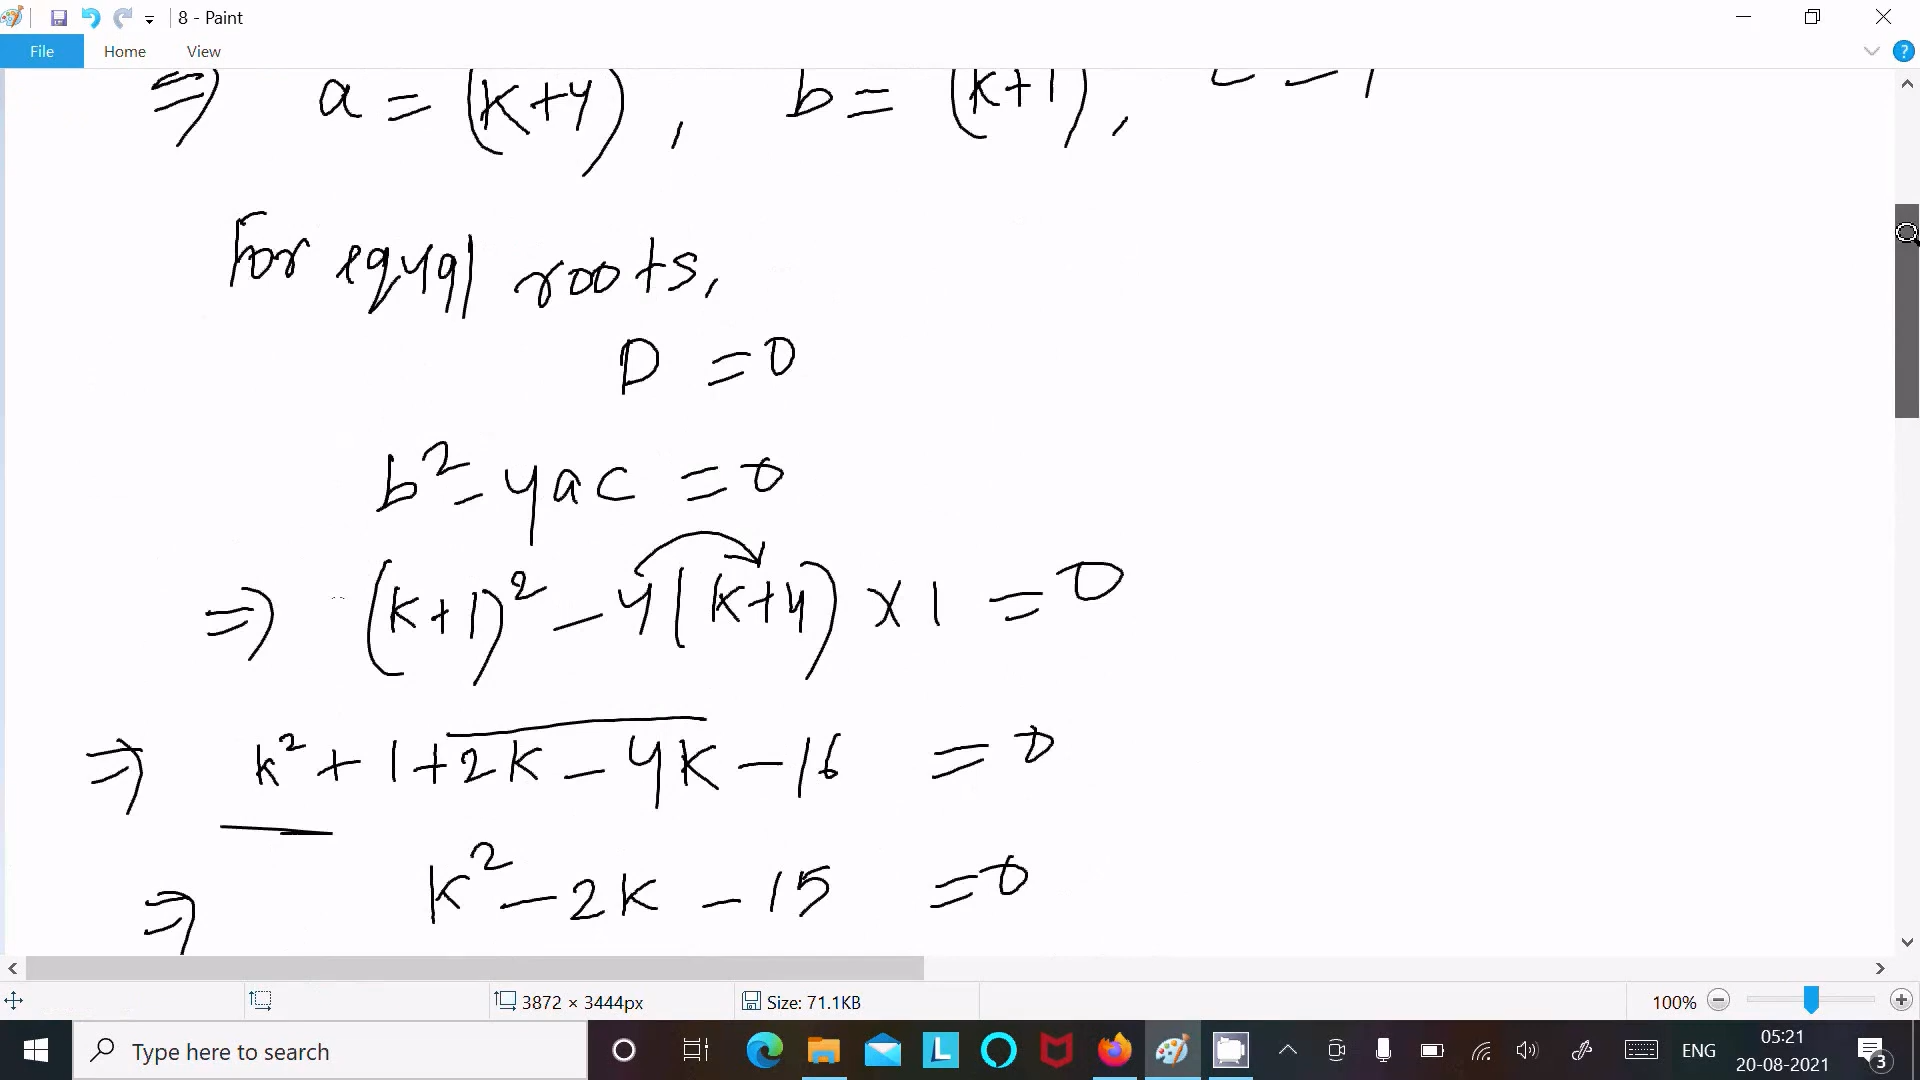 8 - Paint
File Home View
⇒ a = (k+4), b = (k+1), c = 1
For equal roots,
D = 0
b² - 4ac = 0
⇒ (k+1)² - 4(k+4) × 1 = 0
⇒ k² + 1 + 2k - 4k - 16 = 0
⇒ k² - 2k - 15 = 0
3872 × 3444px Size: 71.1KB 100%
Type here to search
L
ENG
05:21
20-08-2021
3